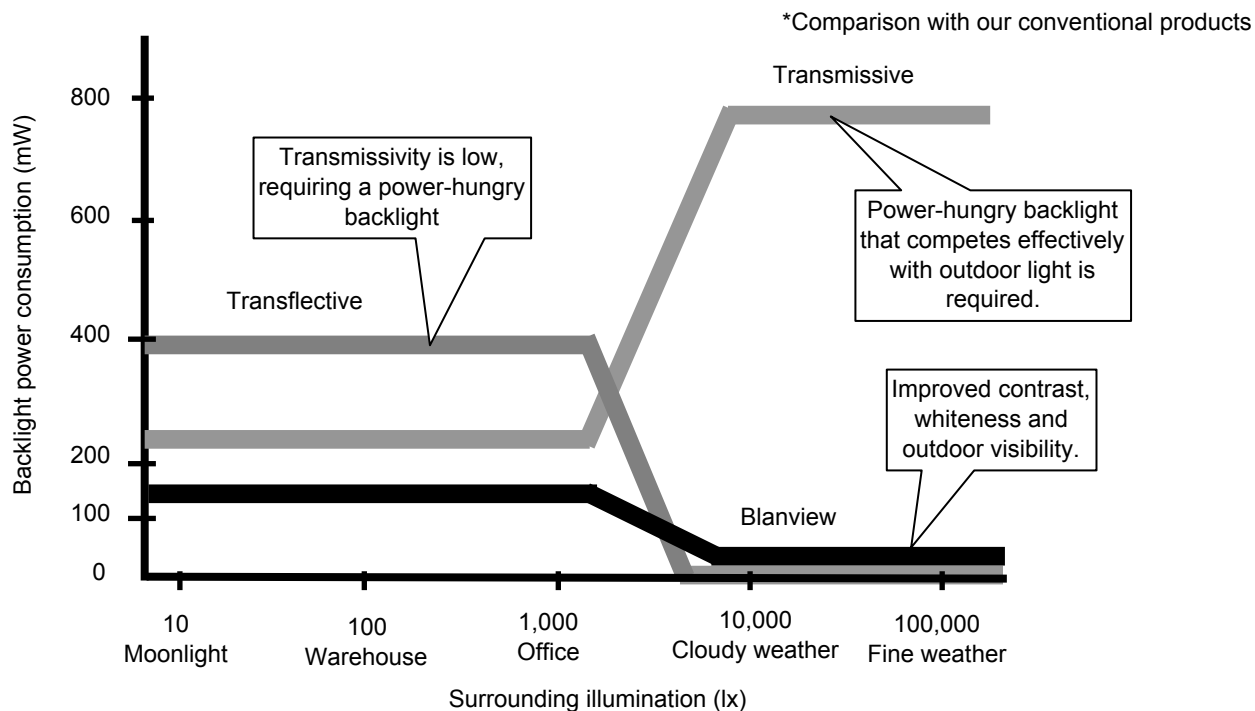 *Comparison with our conventional products
Transmissive
Backlight power consumption (mW)
800
600
400
200
100
0
Transmissivity is low,
requiring a power-hungry
backlight
Power-hungry backlight
that competes effectively
with outdoor light is
required.
Transflective
Improved contrast,
whiteness and
outdoor visibility.
Blanview
10
Moonlight
100
Warehouse
1,000
Office
10,000
Cloudy weather
100,000
Fine weather
Surrounding illumination (lx)